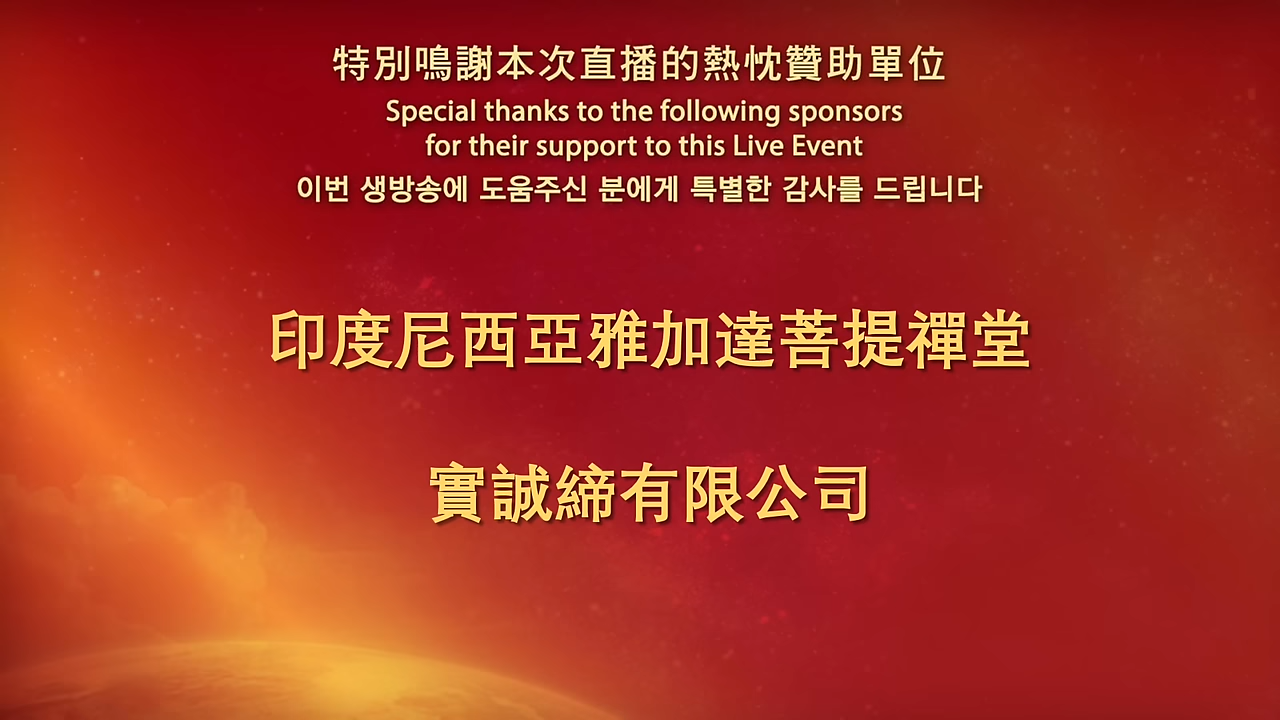 特別鳴謝本次直播的熱忱贊助單位
Special thanks to the following sponsors
for their support to this Live Event
이번 생방송에 도움주신 분에게 특별한 감사를 드립니다
印度尼西亞雅加達菩提禪堂
實誠締有限公司